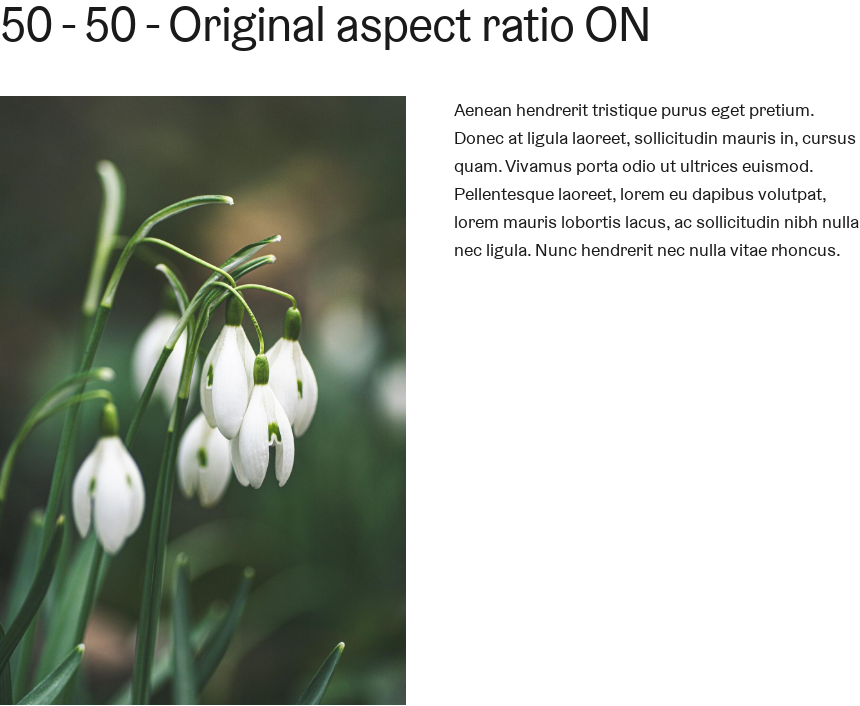 50 - 50 - Original aspect ratio ON
Aenean hendrerit tristique purus eget pretium.
Donec at ligula laoreet, sollicitudin mauris in, cursus
quam. Vivamus porta odio ut ultrices euismod.
Pellentesque laoreet, lorem eu dapibus volutpat,
lorem mauris lobortis lacus, ac sollicitudin nibh nulla
nec ligula. Nunc hendrerit nec nulla vitae rhoncus.